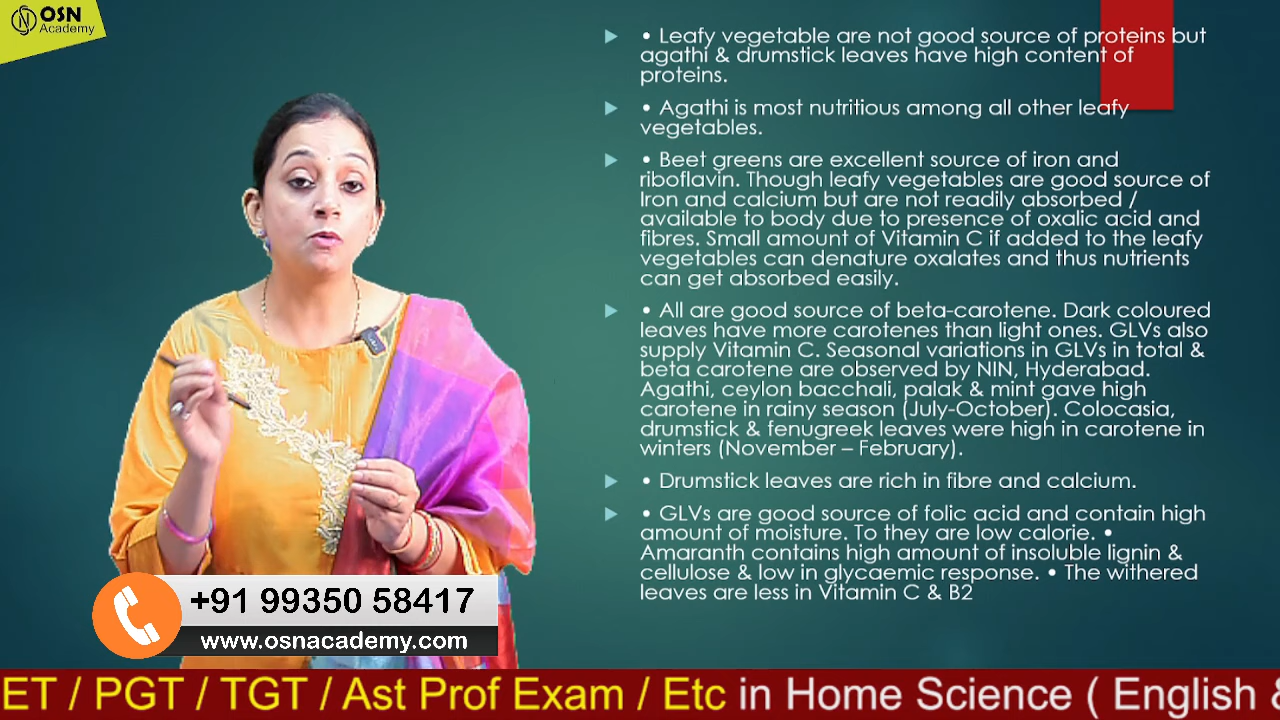 OSN
Academy
• Leafy vegetable are not good source of proteins but
agathi & drumstick leaves have high content of
proteins.
• Agathi is most nutritious among all other leafy
vegetables.
• Beet greens are excellent source of iron and
riboflavin. Though leafy vegetables are good source of
Iron and calcium but are not readily absorbed /
available to body due to presence of oxalic acid and
fibres. Small amount of Vitamin C if added to the leafy
vegetables can denature oxalates and thus nutrients
can get absorbed easily.
• All are good source of beta-carotene. Dark coloured
leaves have more carotenes than light ones. GLVs also
supply Vitamin C. Seasonal variations in GLVs in total &
beta carotene are observed by NIN, Hyderabad.
Agathi, ceylon bacchali, palak & mint gave high
carotene in rainy season (July-October). Colocasia,
drumstick & fenugreek leaves were high in carotene in
winters (November – February).
• Drumstick leaves are rich in fibre and calcium.
• GLVs are good source of folic acid and contain high
amount of moisture. To they are low calorie. •
Amaranth contains high amount of insoluble lignin &
cellulose & low in glycaemic response. • The withered
leaves are less in Vitamin C & B2
+91 99350 58417
www.osnacademy.com
ET / PGT / TGT / Ast Prof Exam / Etc in Home Science ( English &